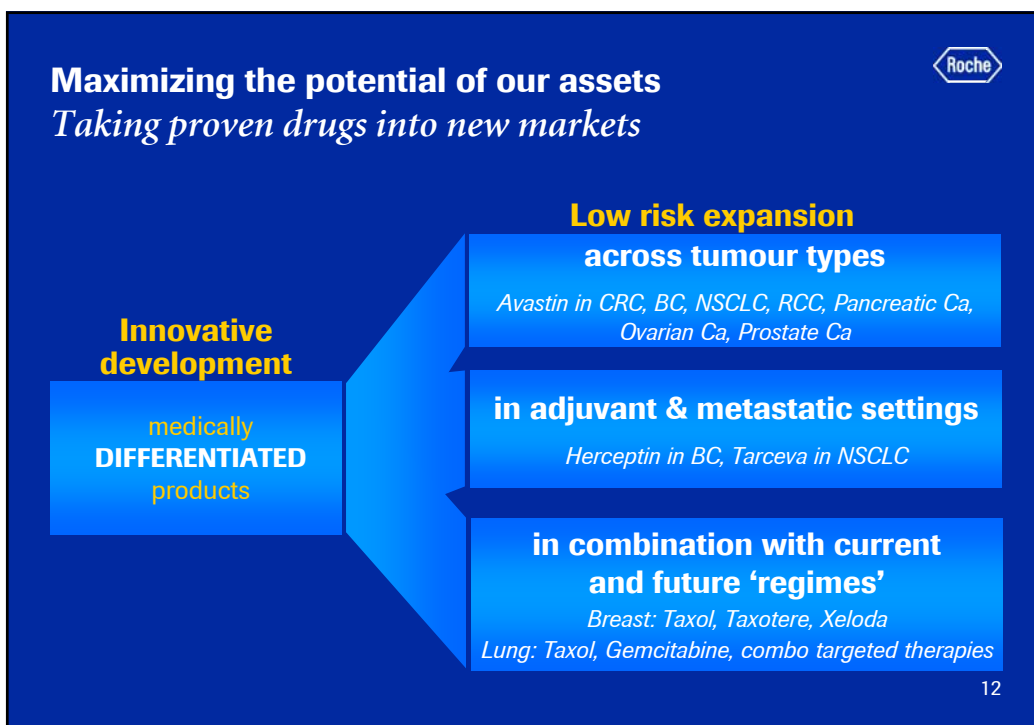 Maximizing the potential of our assets
Taking proven drugs into new markets
Roche
Innovative
development
medically
DIFFERENTIATED
products
Low risk expansion
across tumour types
Avastin in CRC, BC, NSCLC, RCC, Pancreatic Ca,
Ovarian Ca, Prostate Ca
in adjuvant & metastatic settings
Herceptin in BC, Tarceva in NSCLC
in combination with current
and future ‘regimes’
Breast: Taxol, Taxotere, Xeloda
Lung: Taxol, Gemcitabine, combo targeted therapies
12